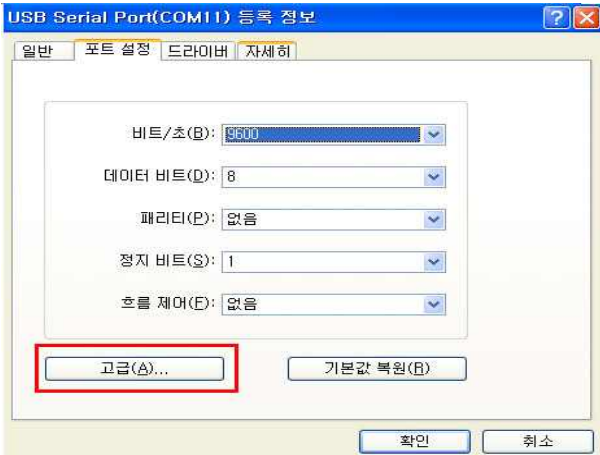 USB Serial Port(COM11) 등록 정보
일반 포트 설정 드라이버 자세히
비트/초(B): 9600
데이터 비트(D): 8
패리티(P): 없음
정지 비트(S): 1
흐름 제어(F): 없음
고급(A)... 기본값 복원(R)
확인 취소